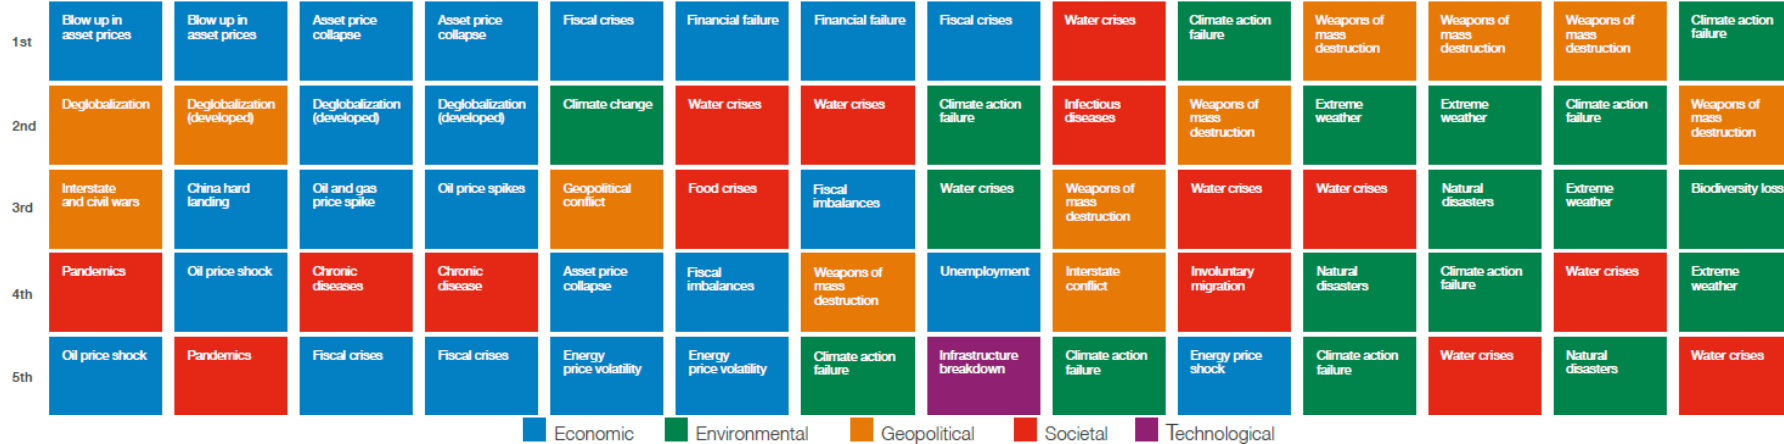 1st
Blow up in
asset prices
Blow up in
asset prices
Asset price
collapse
Asset price
collapse
Fiscal crises
Financial failure
Financial failure
Fiscal crises
Water crises
Climate action
failure
Weapons of
mass
destruction
Weapons of
mass
destruction
Weapons of
mass
destruction
Climate action
failure
2nd
Deglobalization
Deglobalization
(developed)
Deglobalization
(developed)
Deglobalization
(developed)
Climate change
Water crises
Water crises
Climate action
failure
Infectious
diseases
Weapons of
mass
destruction
Extreme
weather
Extreme
weather
Climate action
failure
Weapons of
mass
destruction
3rd
Interstate
and civil wars
China hard
landing
Oil and gas
price spike
Oil price spikes
Geopolitical
conflict
Food crises
Fiscal
imbalances
Water crises
Weapons of
mass
destruction
Water crises
Water crises
Natural
disasters
Extreme
weather
Biodiversity loss
4th
Pandemics
Oil price shock
Chronic
diseases
Chronic
disease
Asset price
collapse
Fiscal
imbalances
Weapons of
mass
destruction
Unemployment
Interstate
conflict
Involuntary
migration
Natural
disasters
Climate action
failure
Water crises
Extreme
weather
5th
Oil price shock
Pandemics
Fiscal crises
Fiscal crises
Energy
price volatility
Energy
price volatility
Climate action
failure
Infrastructure
breakdown
Climate action
failure
Energy price
shock
Climate action
failure
Water crises
Natural
disasters
Water crises
Economic
Environmental
Geopolitical
Societal
Technological